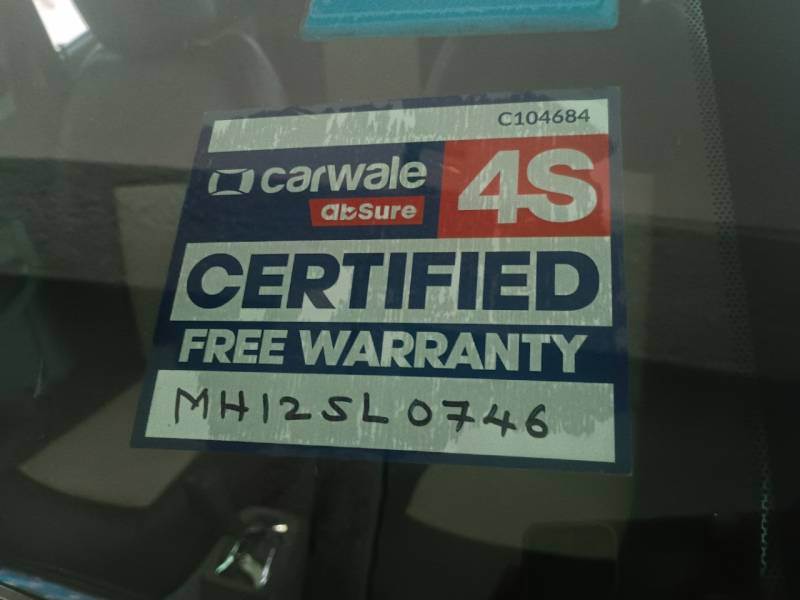 C104684
carwale
abSure
4S
CERTIFIED
FREE WARRANTY
MH12SL0746